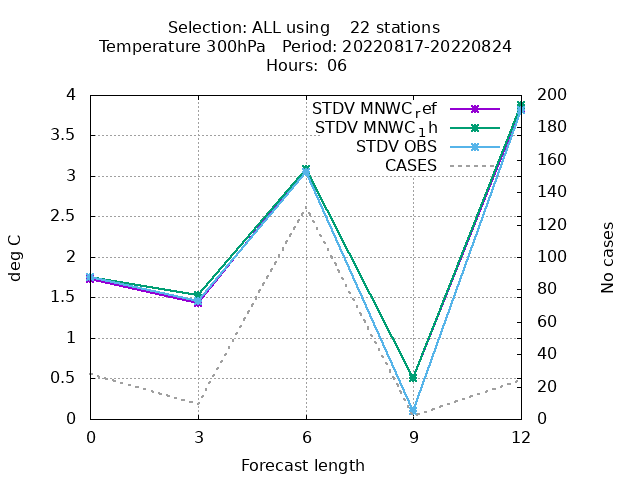 Selection: ALL using    22 stations
Temperature 300hPa   Period: 20220817-20220824
Hours: 06
4
3.5
3
2.5
2
1.5
1
0.5
0
deg C
STDV MNWCref
STDV MNWC1h
STDV OBS
CASES
200
180
160
140
120
100
80
60
40
20
0
No cases
0 3 6 9 12
Forecast length